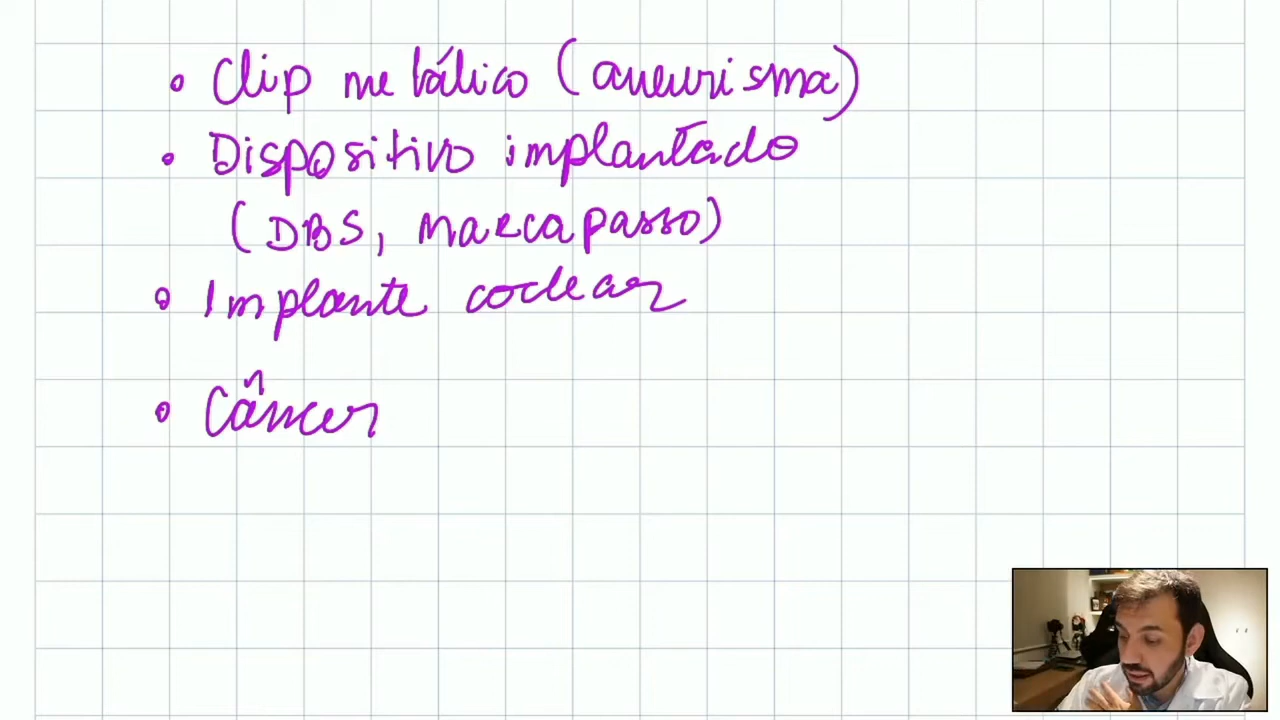 • Clip metálico (aneurisma)
• Dispositivo implantado
(DBS, Marcapasso)
• Implante coclear
• Câncer